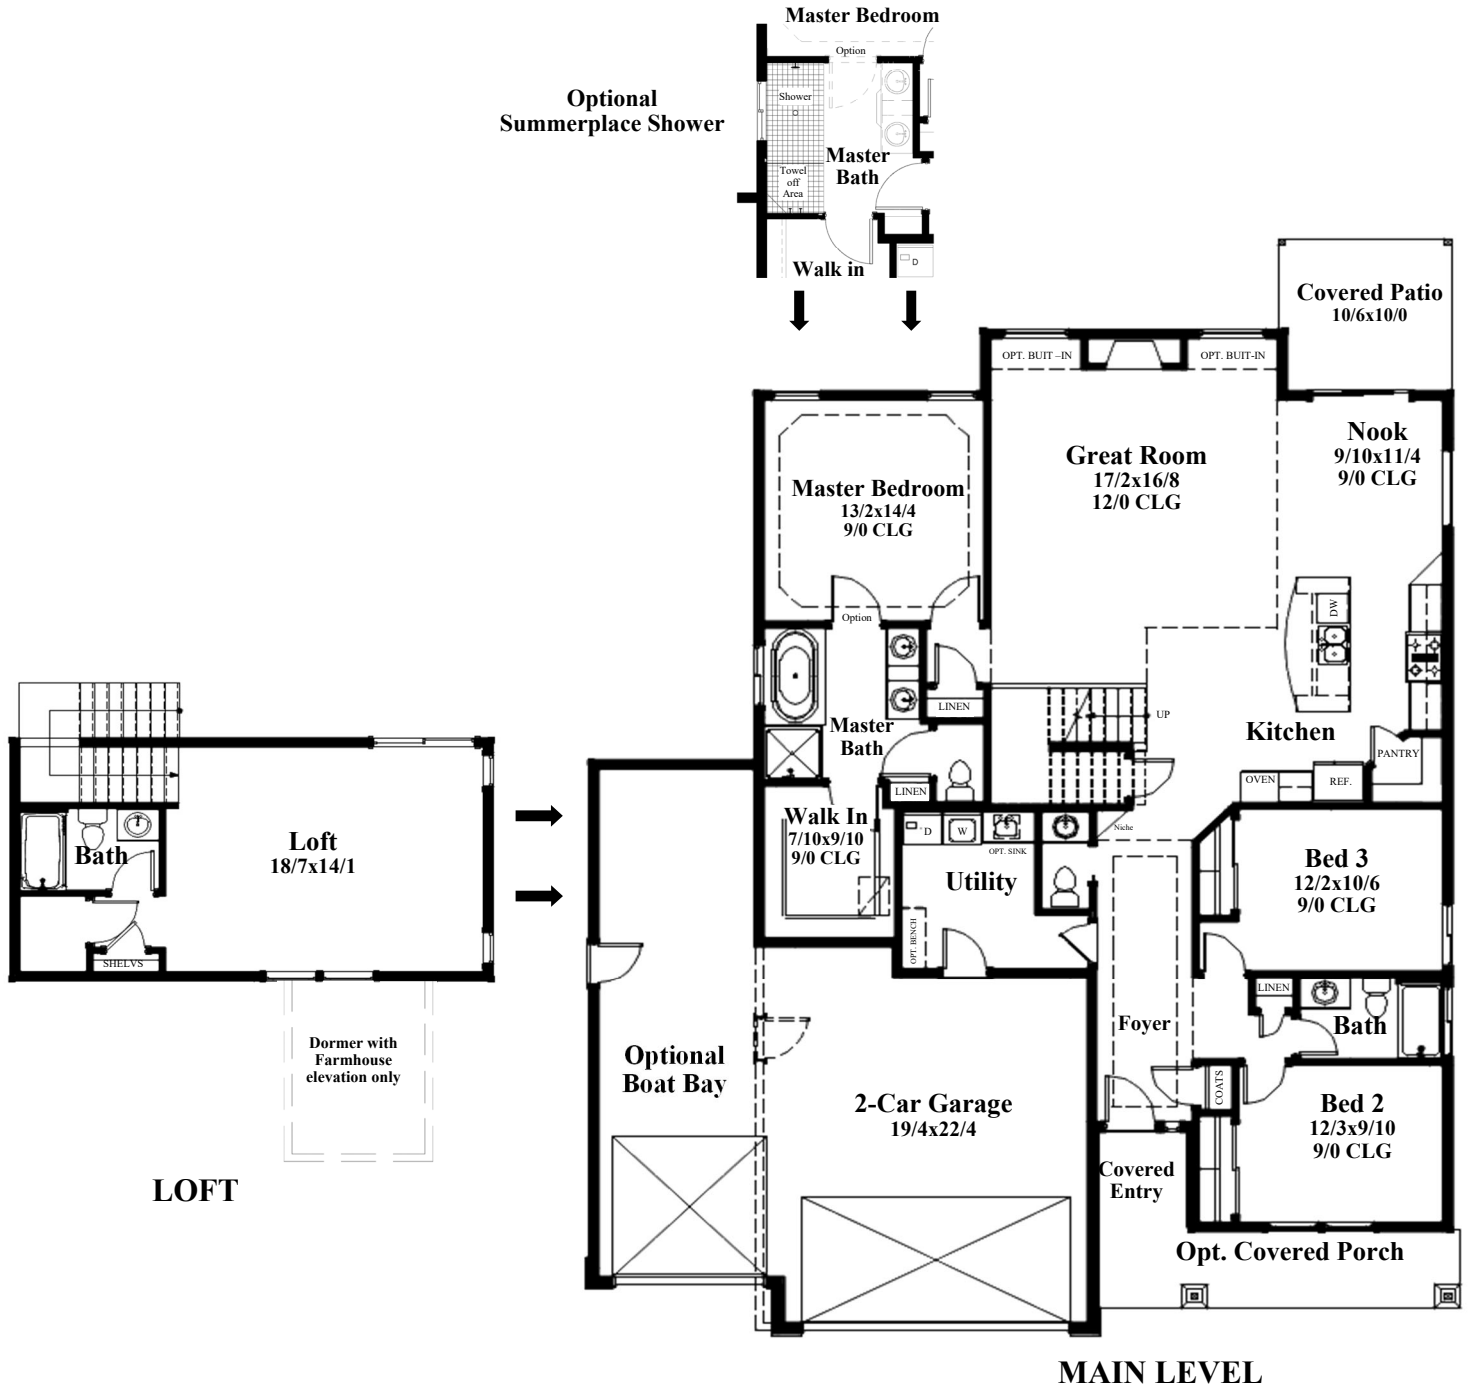 Master Bedroom
Option
Optional
Summerplace Shower
Shower
Master
Bath
Towel
off
Area
Walk in
D
Covered Patio
10/6x10/0
OPT. BUIT –IN
OPT. BUIT-IN
Nook
9/10x11/4
9/0 CLG
Great Room
17/2x16/8
12/0 CLG
Master Bedroom
13/2x14/4
9/0 CLG
Option
DW
LINEN
UP
Master
Bath
Kitchen
PANTRY
OVEN
REF.
LINEN
Walk In
7/10x9/10
9/0 CLG
D
W
OPT. SINK
Niche
Utility
OPT. BENCH
Bed 3
12/2x10/6
9/0 CLG
Loft
18/7x14/1
Bath
SHELVS
LINEN
Bath
Foyer
Dormer with
Farmhouse
elevation only
Optional
Boat Bay
COATS
2-Car Garage
19/4x22/4
Bed 2
12/3x9/10
9/0 CLG
Covered
Entry
LOFT
Opt. Covered Porch
MAIN LEVEL